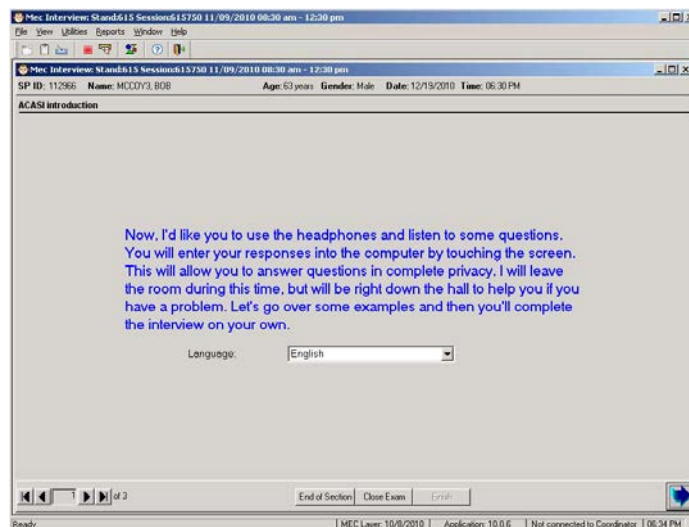 Mec Interview: Stand:615 Session:615750 11/09/2010 08:30 am - 12:30 pm
File View Utilities Reports Window Help
Mec Interview: Stand:615 Session:615750 11/09/2010 08:30 am - 12:30 pm
SP ID: 112966 Name: MCCOY3, BOB Age: 63 years Gender: Male Date: 12/19/2010 Time: 06:30 PM
ACASI introduction
Now, I'd like you to use the headphones and listen to some questions.
You will enter your responses into the computer by touching the screen.
This will allow you to answer questions in complete privacy. I will leave
the room during this time, but will be right down the hall to help you if you
have a problem. Let's go over some examples and then you'll complete
the interview on your own.
Language: English
1 of 3 End of Section Close Exam Finish
Ready MEC Layer: 10/8/2010 Application: 10.0.6 Not connected to Coordinator 06:34 PM